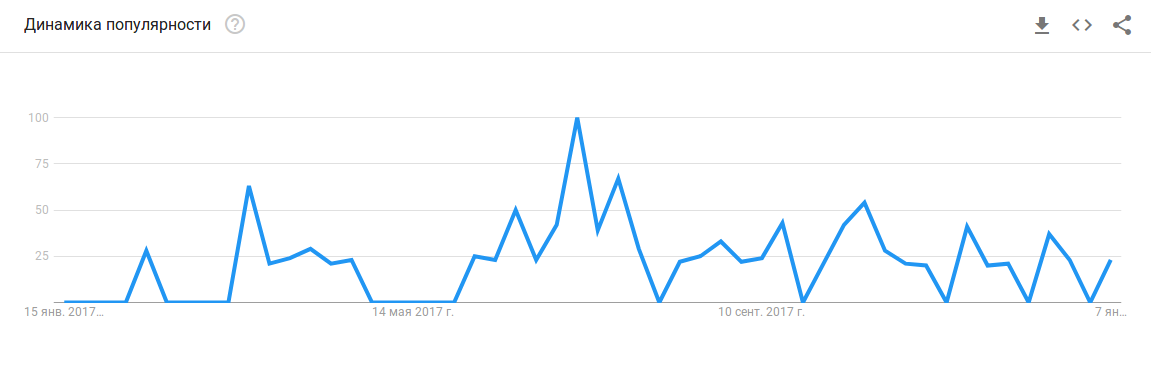 Динамика популярности
100
75
50
25
15 янв. 2017…
14 мая 2017 г.
10 сент. 2017 г.
7 ян…